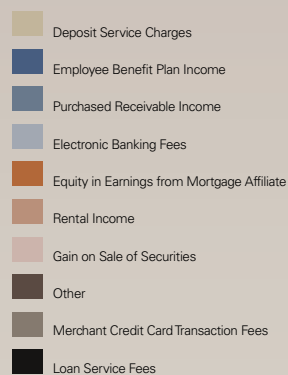 Deposit Service Charges
Employee Benefit Plan Income
Purchased Receivable Income
Electronic Banking Fees
Equity in Earnings from Mortgage Affiliate
Rental Income
Gain on Sale of Securities
Other
Merchant Credit Card Transaction Fees
Loan Service Fees